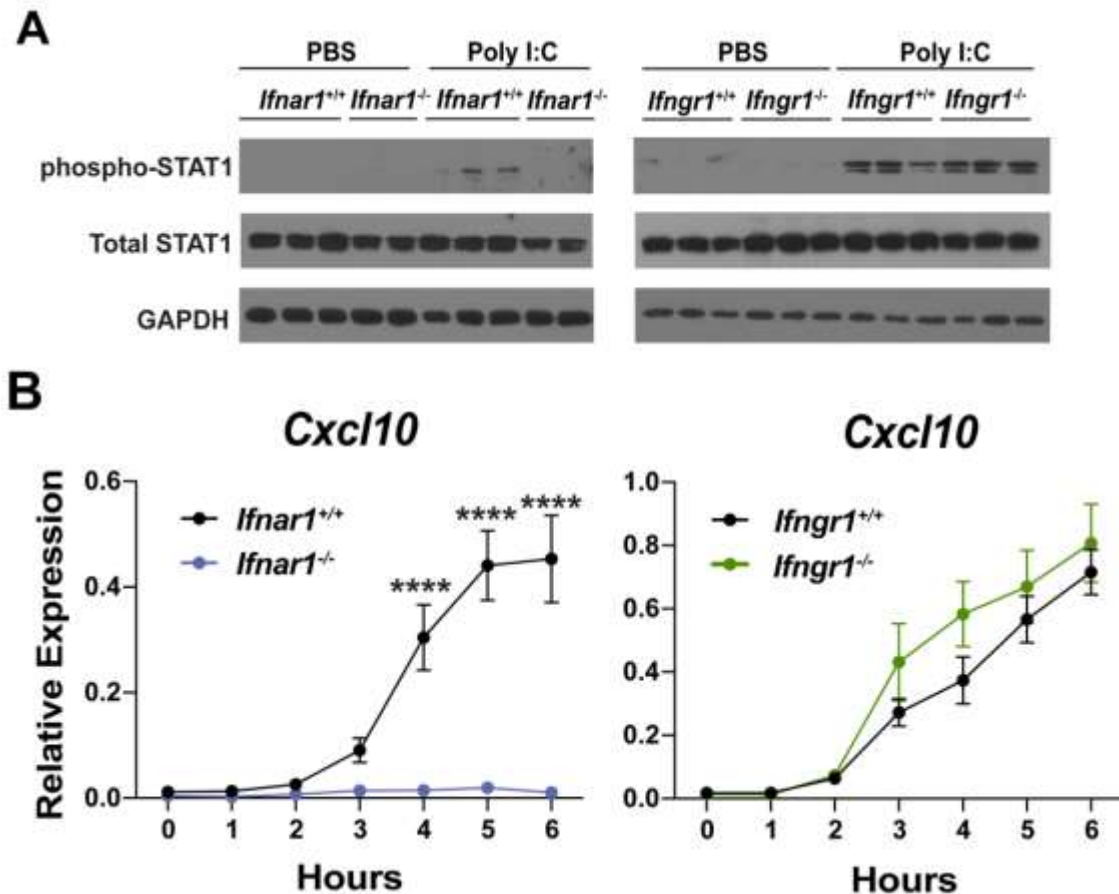 A
PBS Poly I:C PBS Poly I:C
Ifnar1+/+ Ifnar1-/- Ifnar1+/+ Ifnar1-/- Ifngr1+/+ Ifngr1-/- Ifngr1+/+ Ifngr1-/-
phospho-STAT1
Total STAT1
GAPDH
B
Cxcl10 Cxcl10
Relative Expression
0.6
0.4
0.2
0.0
Ifnar1+/+
Ifnar1-/-
****
****
****
0 1 2 3 4 5 6
Hours
1.0
0.8
0.6
0.4
0.2
0.0
Ifngr1+/+
Ifngr1-/-
0 1 2 3 4 5 6
Hours